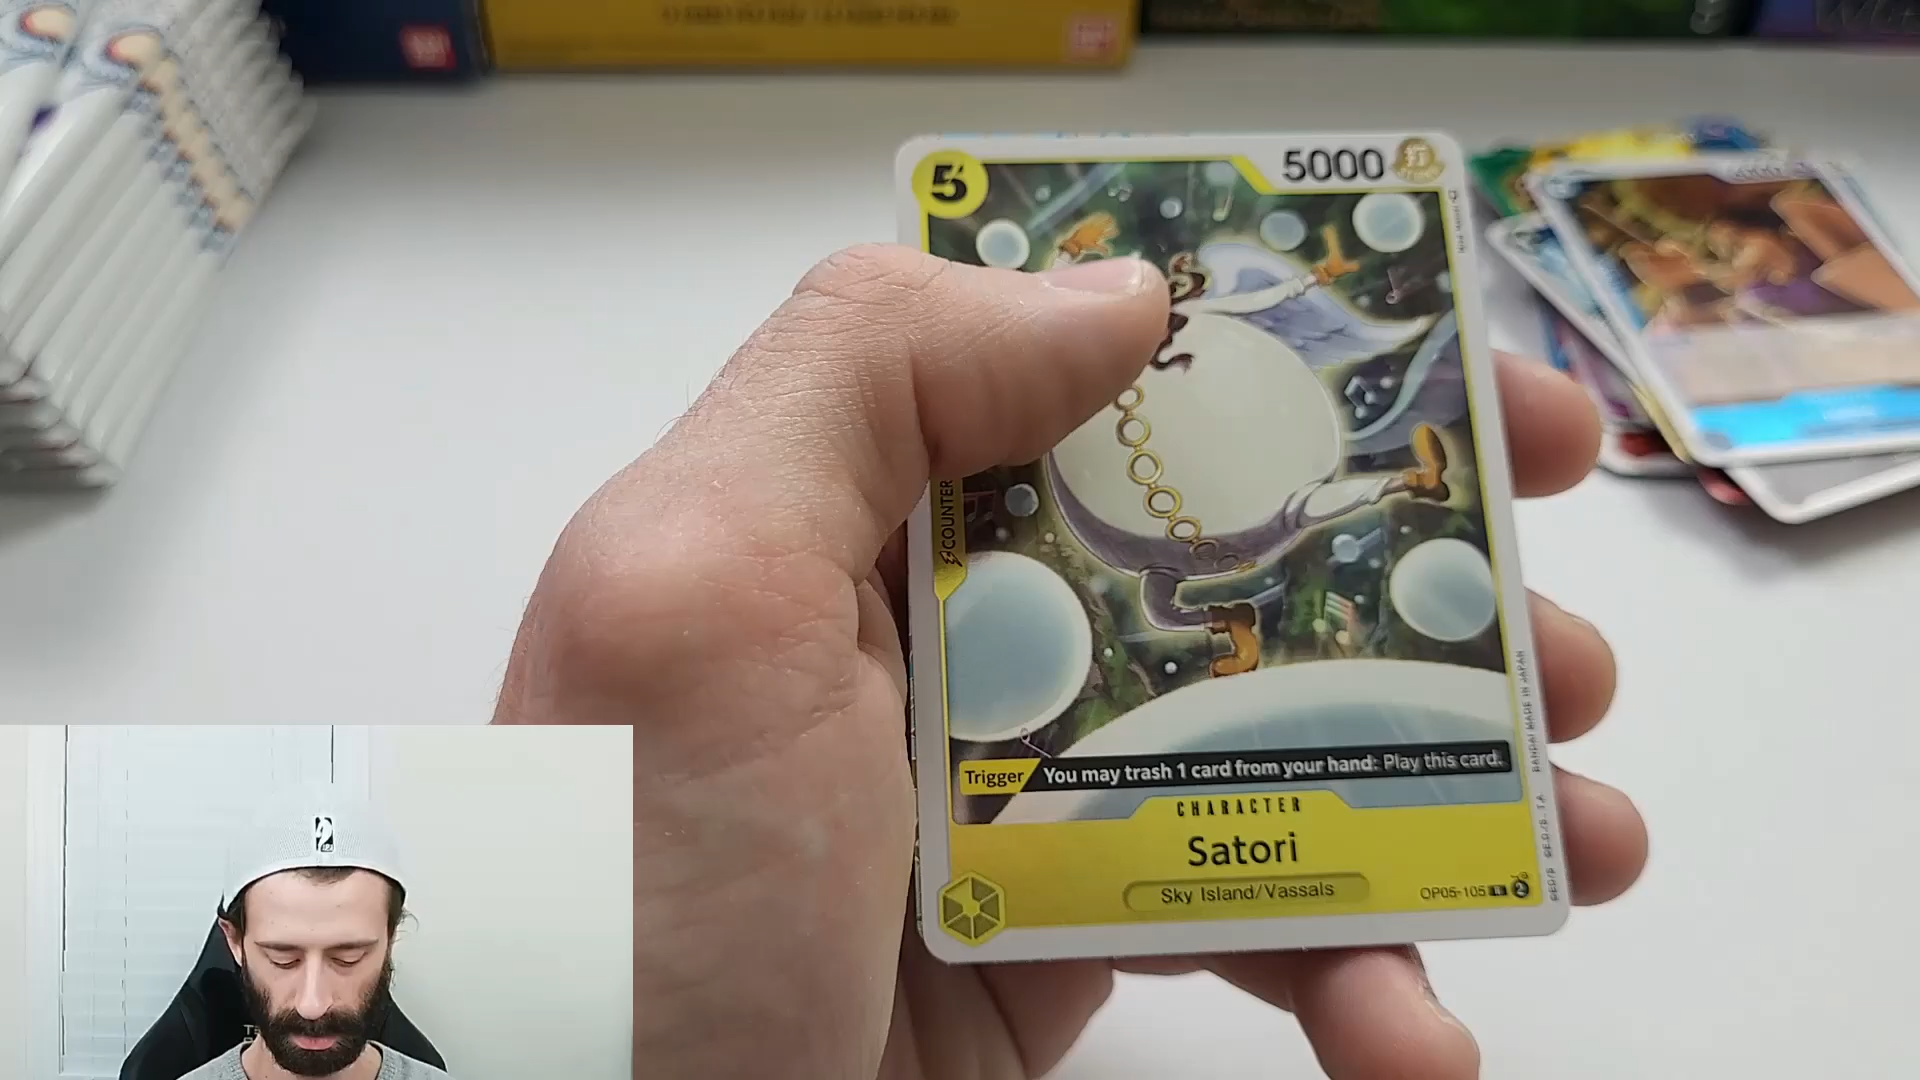 5
5000
COUNTER
Trigger You may trash 1 card from your hand: Play this card.
CHARACTER
Satori
Sky Island/Vassals
OP05-105
BANDAI MADE IN JAPAN